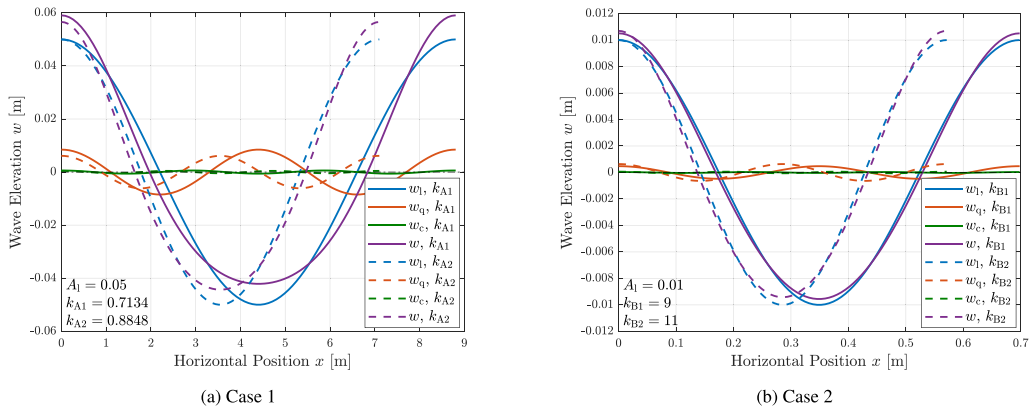 0.06
0.04
0.02
0
-0.02
-0.04
-0.06
Wave Elevation w [m]
0 1 2 3 4 5 6 7 8 9
Horizontal Position x [m]
A_l = 0.05
k_A1 = 0.7134
k_A2 = 0.8848
w_l, k_A1
w_q, k_A1
w_c, k_A1
w, k_A1
w_l, k_A2
w_q, k_A2
w_c, k_A2
w, k_A2
(a) Case 1
0.012
0.01
0.008
0.006
0.004
0.002
0
-0.002
-0.004
-0.006
-0.008
-0.01
-0.012
Wave Elevation w [m]
0 0.1 0.2 0.3 0.4 0.5 0.6 0.7
Horizontal Position x [m]
A_l = 0.01
k_B1 = 9
k_B2 = 11
w_l, k_B1
w_q, k_B1
w_c, k_B1
w, k_B1
w_l, k_B2
w_q, k_B2
w_c, k_B2
w, k_B2
(b) Case 2